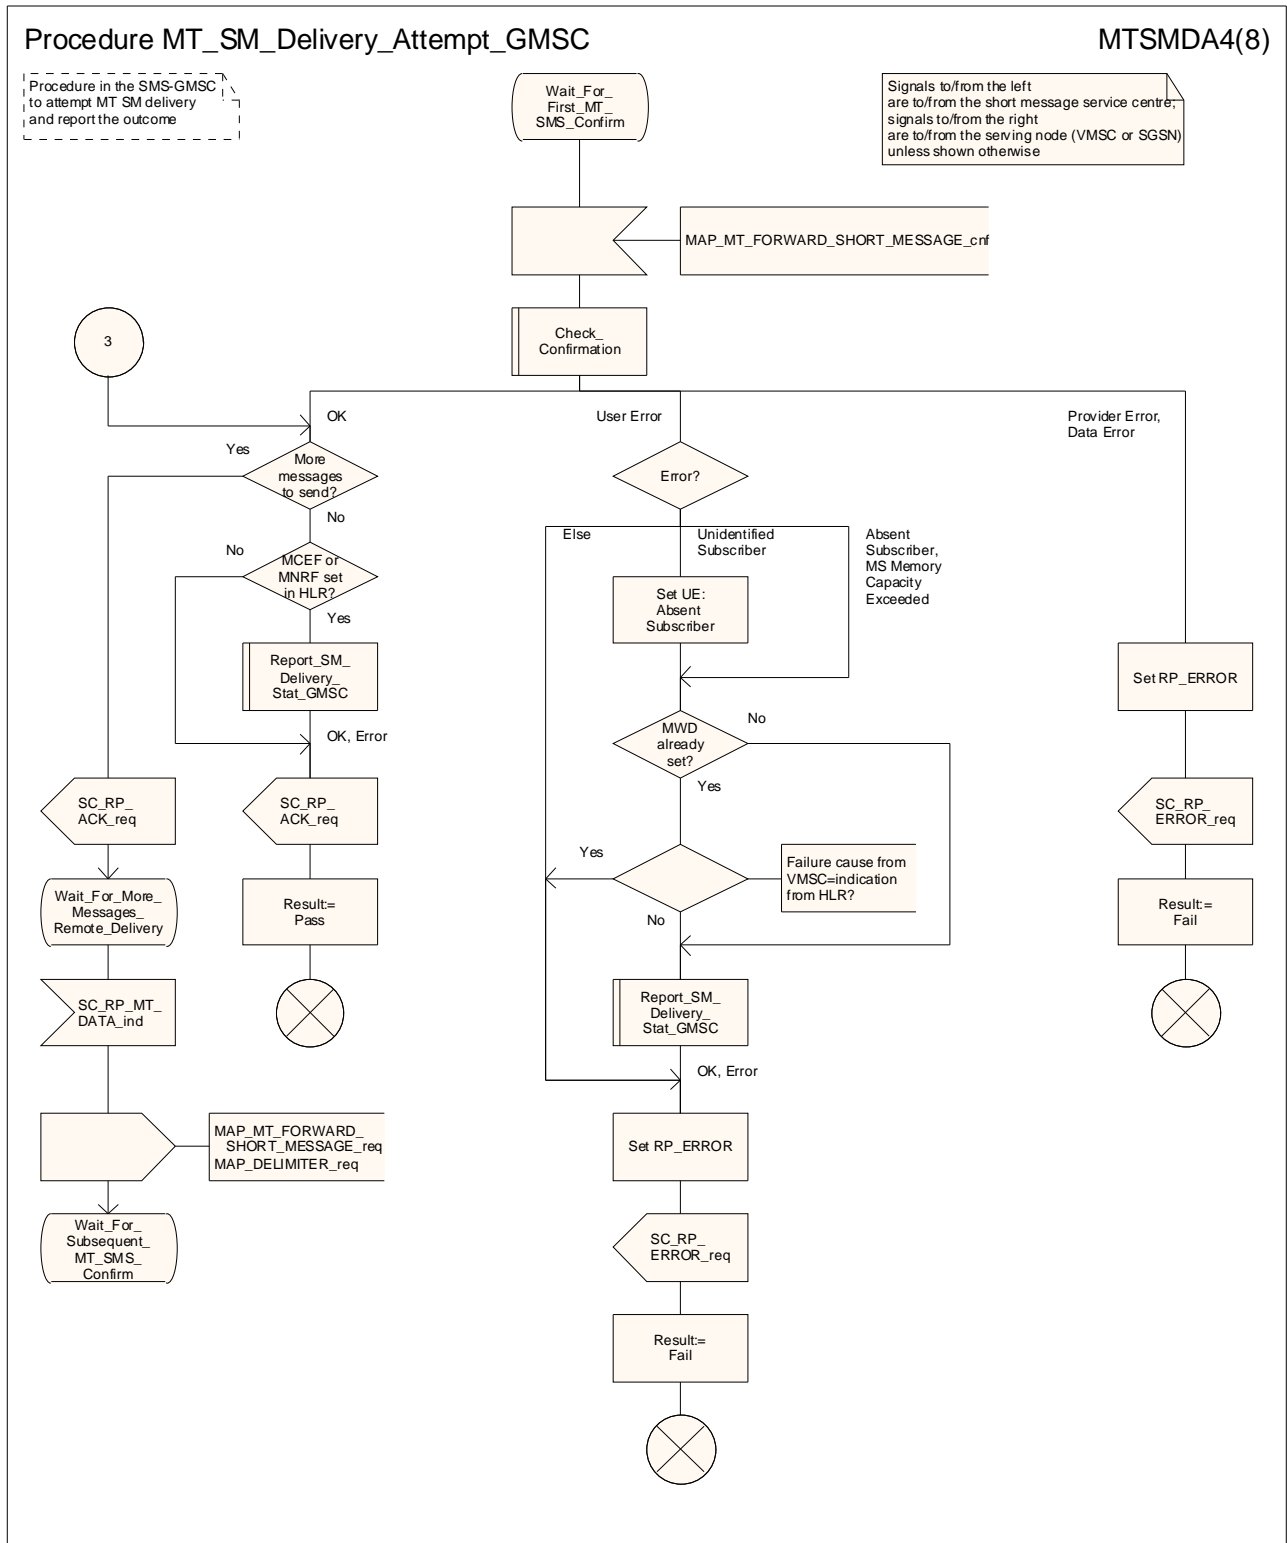 Procedure MT_SM_Delivery_Attempt_GMSC
MTSMDA4(8)
Procedure in the SMS-GMSC
to attempt MT SM delivery
and report the outcome
Wait_For_
First_MT_
SMS_Confirm
Signals to/from the left
are to/from the short message service centre;
signals to/from the right
are to/from the serving node (VMSC or SGSN)
unless shown otherwise
MAP_MT_FORWARD_SHORT_MESSAGE_cnf
Check_
Confirmation
3
OK
User Error
Provider Error,
Data Error
Yes
More
messages
to send?
Error?
No
Else
Unidentified
Subscriber
Absent
Subscriber,
MS Memory
Capacity
Exceeded
No
MCEF or
MNRF set
in HLR?
Yes
Set UE:
Absent
Subscriber
Report_SM_
Delivery_
Stat_GMSC
Set RP_ERROR
OK, Error
MWD
already
set?
No
Yes
SC_RP_
ACK_req
SC_RP_
ACK_req
SC_RP_
ERROR_req
Yes
Failure cause from
VMSC=indication
from HLR?
No
Wait_For_More_
Messages_
Remote_Delivery
Result:=
Pass
Result:=
Fail
SC_RP_MT_
DATA_ind
Report_SM_
Delivery_
Stat_GMSC
OK, Error
MAP_MT_FORWARD_
SHORT_MESSAGE_req
MAP_DELIMITER_req
Set RP_ERROR
Wait_For_
Subsequent_
MT_SMS_
Confirm
SC_RP_
ERROR_req
Result:=
Fail